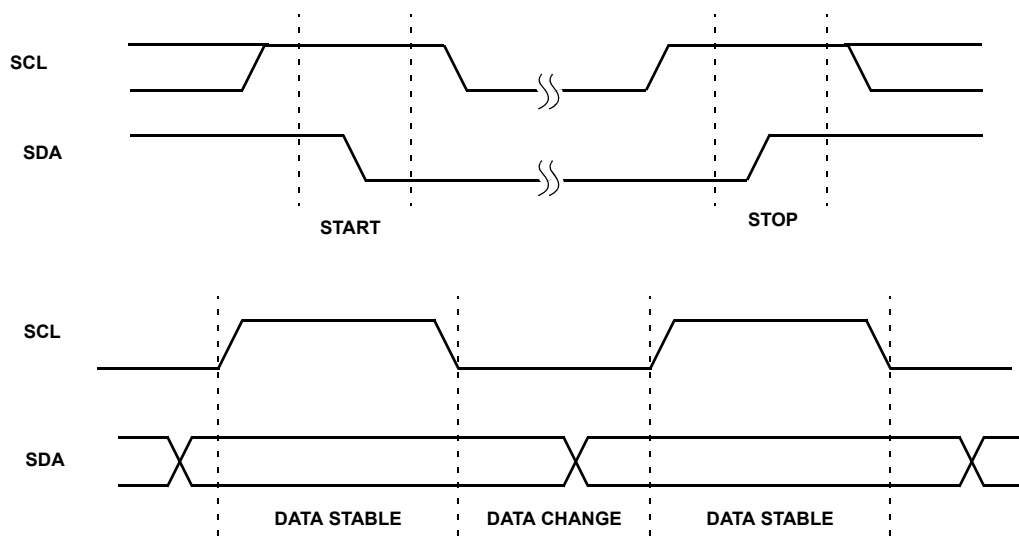 SCL
SDA
START
STOP
SCL
SDA
DATA STABLE
DATA CHANGE
DATA STABLE